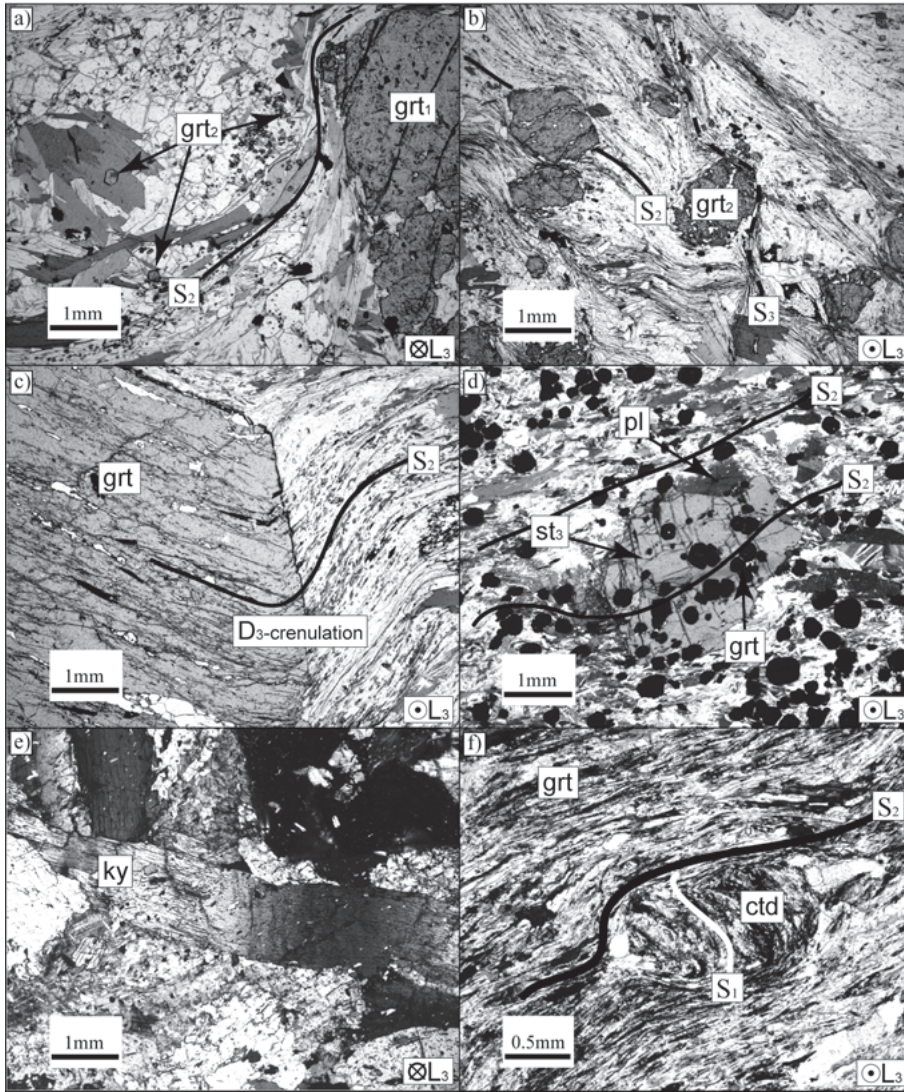 a)
grt2
grt1
S2
1mm
⊗L3
b)
S2
grt2
S3
1mm
⊙L3
c)
grt
S2
D3-crenulation
1mm
⊙L3
d)
S2
pl
S2
st3
grt
1mm
⊙L3
e)
ky
1mm
⊗L3
f)
grt
S2
ctd
S1
0.5mm
⊙L3